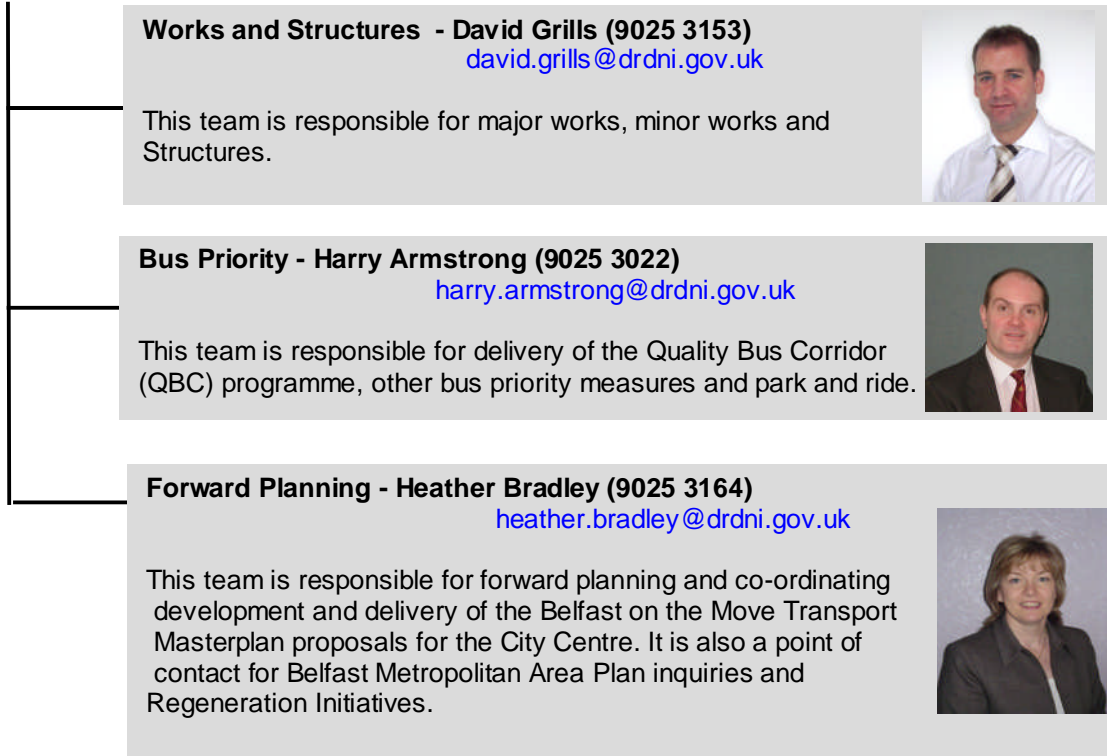 Works and Structures - David Grills (9025 3153)
david.grills@drdni.gov.uk
This team is responsible for major works, minor works and
Structures.
Bus Priority - Harry Armstrong (9025 3022)
harry.armstrong@drdni.gov.uk
This team is responsible for delivery of the Quality Bus Corridor
(QBC) programme, other bus priority measures and park and ride.
Forward Planning - Heather Bradley (9025 3164)
heather.bradley@drdni.gov.uk
This team is responsible for forward planning and co-ordinating
development and delivery of the Belfast on the Move Transport
Masterplan proposals for the City Centre. It is also a point of
contact for Belfast Metropolitan Area Plan inquiries and
Regeneration Initiatives.